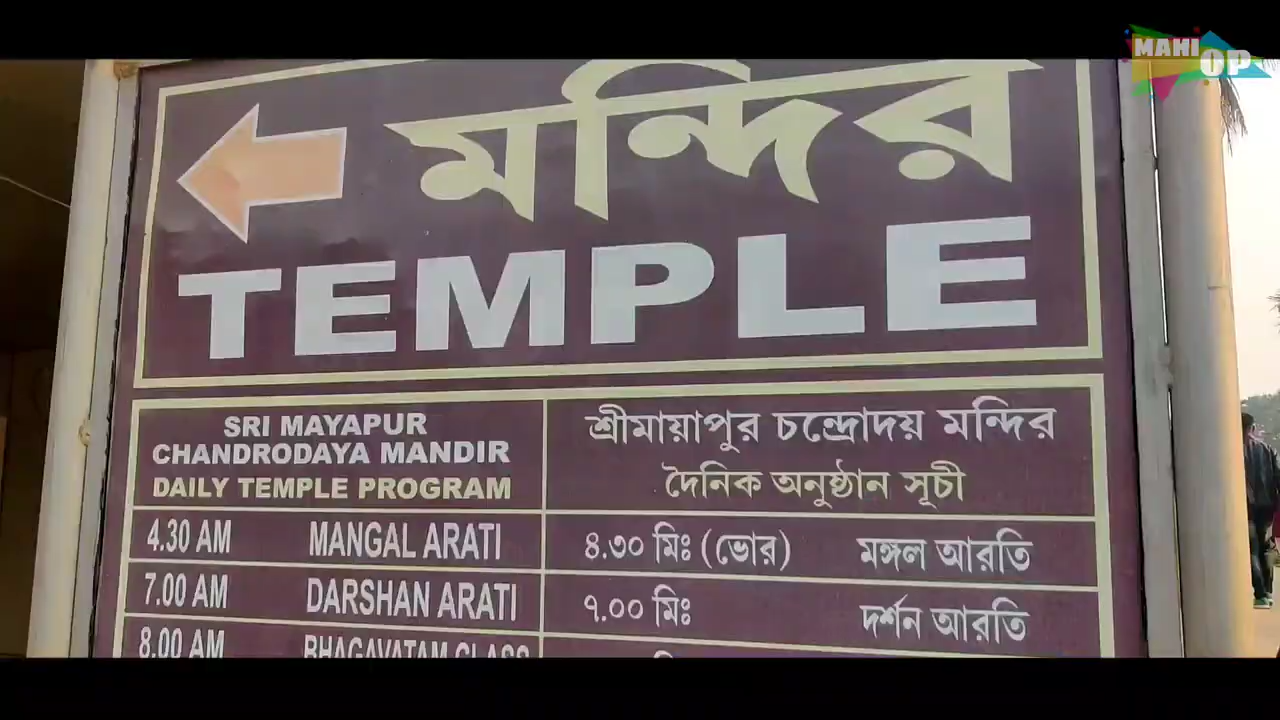 MAHI
OP
মন্দির
TEMPLE
SRI MAYAPUR
CHANDRODAYA MANDIR
DAILY TEMPLE PROGRAM
শ্রীমায়াপুর চন্দ্রোদয় মন্দির
দৈনিক অনুষ্ঠান সূচী
4.30 AM MANGAL ARATI ৪.৩০ মিঃ (ভোর) মঙ্গল আরতি
7.00 AM DARSHAN ARATI ৭.০০ মিঃ দর্শন আরতি
8.00 AM BHAGAVATAM CLASS